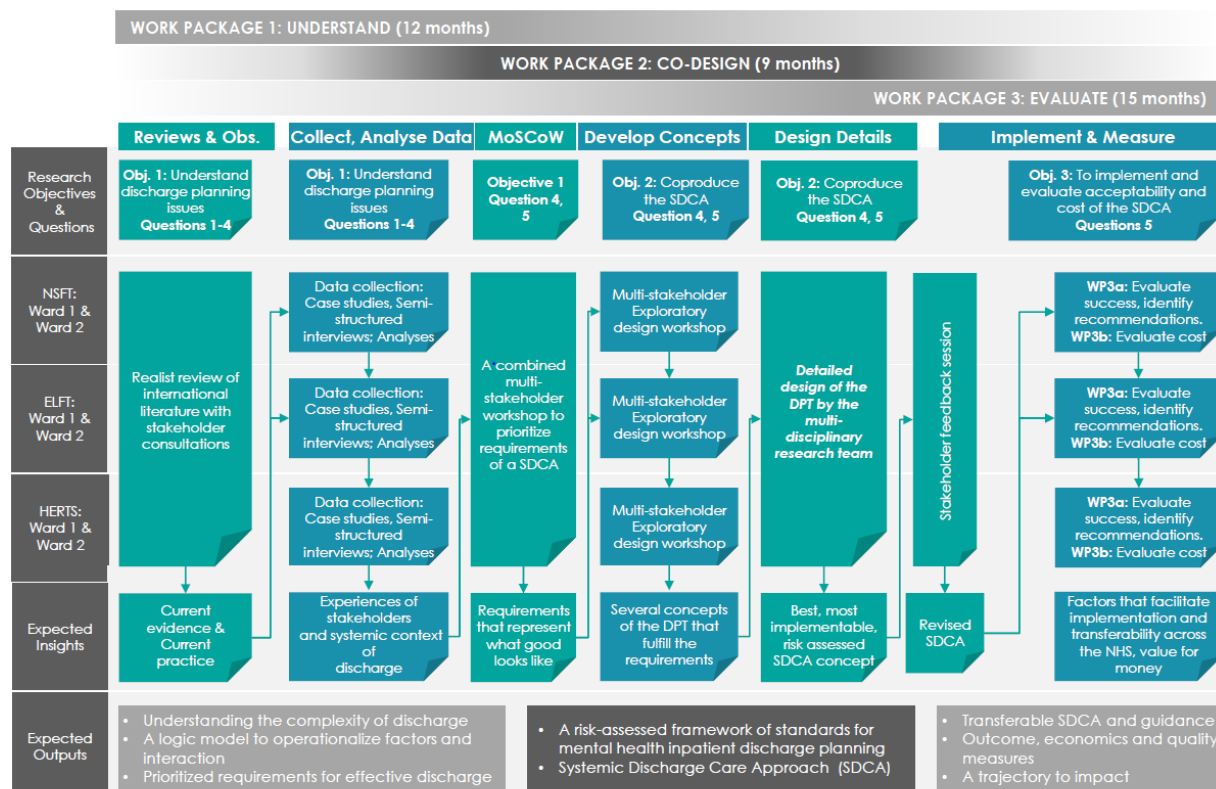 WORK PACKAGE 1: UNDERSTAND (12 months)
WORK PACKAGE 2: CO-DESIGN (9 months)
WORK PACKAGE 3: EVALUATE (15 months)
Reviews & Obs.
Collect, Analyse Data
MoSCoW
Develop Concepts
Design Details
Implement & Measure
Research
Objectives
&
Questions
Obj. 1: Understand
discharge planning
issues
Questions 1-4
Obj. 1: Understand
discharge planning
issues
Questions 1-4
Objective 1
Question 4,
5
Obj. 2: Coproduce
the SDCA
Question 4, 5
Obj. 2: Coproduce
the SDCA
Question 4, 5
Obj. 3: To implement and
evaluate acceptability and
cost of the SDCA
Questions 5
NSFT:
Ward 1 &
Ward 2
ELFT:
Ward 1 &
Ward 2
HERTS:
Ward 1 &
Ward 2
Realist review of
international
literature with
stakeholder
consultations
Data collection:
Case studies, Semi-
structured
interviews; Analyses
Data collection:
Case studies, Semi-
structured
interviews; Analyses
Data collection:
Case studies, Semi-
structured
interviews; Analyses
A combined
multi-
stakeholder
workshop to
prioritize
requirements
of a SDCA
Multi-stakeholder
Exploratory
design workshop
Multi-stakeholder
Exploratory
design workshop
Multi-stakeholder
Exploratory
design workshop
Detailed
design of the
DPT by the
multi-
disciplinary
research team
Stakeholder feedback session
WP3a: Evaluate
success, identify
recommendations.
WP3b: Evaluate cost
WP3a: Evaluate
success, identify
recommendations.
WP3b: Evaluate cost
WP3a: Evaluate
success, identify
recommendations.
WP3b: Evaluate cost
Expected
Insights
Current
evidence &
Current
practice
Experiences of
stakeholders
and systemic context
of
discharge
Requirements
that represent
what good
looks like
Several concepts
of the DPT that
fulfill the
requirements
Best, most
implementable,
risk assessed
SDCA concept
Revised
SDCA
Factors that facilitate
implementation and
transferability across
the NHS, value for
money
Expected
Outputs
• Understanding the complexity of discharge
• A logic model to operationalize factors and
interaction
• Prioritized requirements for effective discharge
• A risk-assessed framework of standards for
mental health inpatient discharge planning
• Systemic Discharge Care Approach (SDCA)
• Transferable SDCA and guidance
• Outcome, economics and quality
measures
• A trajectory to impact